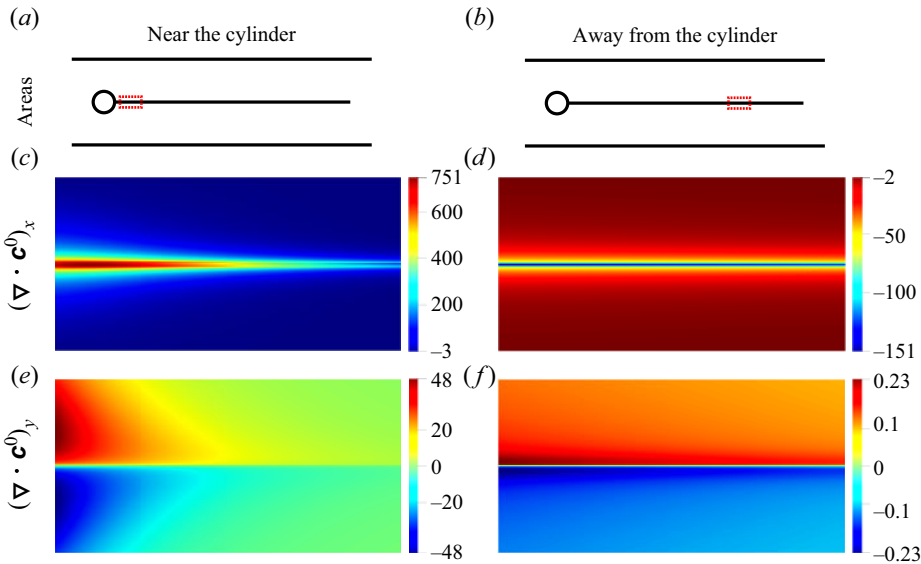 (a) Near the cylinder
(b) Away from the cylinder
Areas
(c)
(∇ · c⁰)ₓ
751
600
400
200
−3
(d)
−2
−50
−100
−151
(e)
(∇ · c⁰)ᵧ
48
20
0
−20
−48
(f)
0.23
0.1
0
−0.1
−0.23